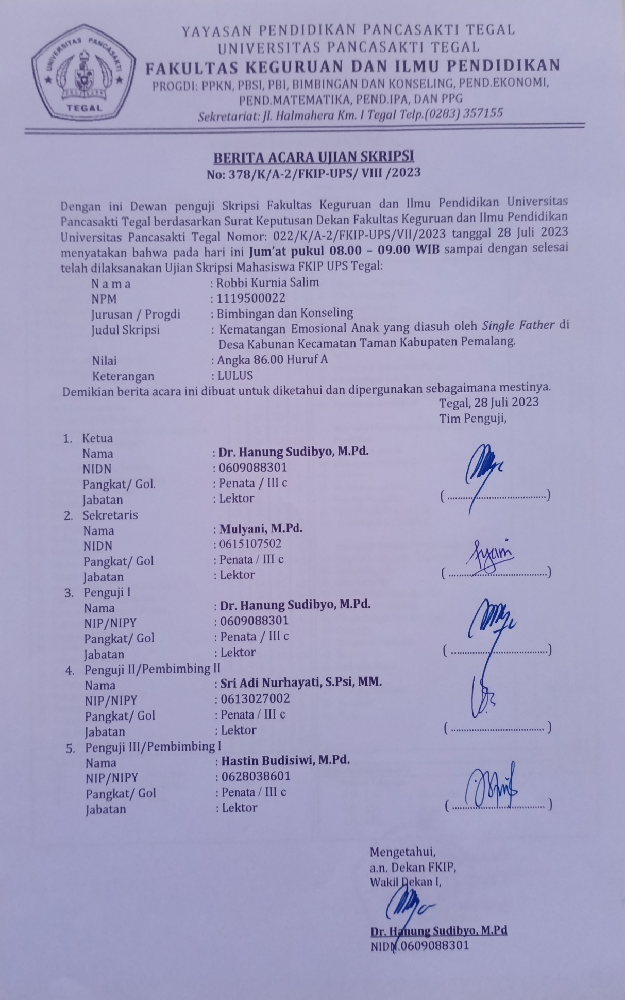 UNIVERSITAS PANCASAKTI
TEGAL
YAYASAN PENDIDIKAN PANCASAKTI TEGAL
UNIVERSITAS PANCASAKTI TEGAL
FAKULTAS KEGURUAN DAN ILMU PENDIDIKAN
PROGDI: PPKN, PBSI, PBI, BIMBINGAN DAN KONSELING, PEND.EKONOMI,
PEND.MATEMATIKA, PEND.IPA, DAN PPG
Sekretariat: Jl. Halmahera Km. I Tegal Telp.(0283) 357155
BERITA ACARA UJIAN SKRIPSI
No: 378/K/A-2/FKIP-UPS/ VIII /2023
Dengan ini Dewan penguji Skripsi Fakultas Keguruan dan Ilmu Pendidikan Universitas
Pancasakti Tegal berdasarkan Surat Keputusan Dekan Fakultas Keguruan dan Ilmu Pendidikan
Universitas Pancasakti Tegal Nomor: 022/K/A-2/FKIP-UPS/VII/2023 tanggal 28 Juli 2023
menyatakan bahwa pada hari ini Jum'at pukul 08.00 – 09.00 WIB sampai dengan selesai
telah dilaksanakan Ujian Skripsi Mahasiswa FKIP UPS Tegal:
N a m a : Robbi Kurnia Salim
NPM : 1119500022
Jurusan / Progdi : Bimbingan dan Konseling
Judul Skripsi : Kematangan Emosional Anak yang diasuh oleh Single Father di
Desa Kabunan Kecamatan Taman Kabupaten Pemalang.
Nilai : Angka 86.00 Huruf A
Keterangan : LULUS
Demikian berita acara ini dibuat untuk diketahui dan dipergunakan sebagaimana mestinya.
Tegal, 28 Juli 2023
Tim Penguji,
1. Ketua
Nama : Dr. Hanung Sudibyo, M.Pd.
NIDN : 0609088301
Pangkat/ Gol. : Penata / III c
Jabatan : Lektor (......................................)
2. Sekretaris
Nama : Mulyani, M.Pd.
NIDN : 0615107502
Pangkat/ Gol : Penata / III c
Jabatan : Lektor (......................................)
3. Penguji I
Nama : Dr. Hanung Sudibyo, M.Pd.
NIP/NIPY : 0609088301
Pangkat/ Gol : Penata / III c
Jabatan : Lektor (......................................)
4. Penguji II/Pembimbing II
Nama : Sri Adi Nurhayati, S.Psi, MM.
NIP/NIPY : 0613027002
Pangkat/ Gol : Penata / III c
Jabatan : Lektor (.................................... )
5. Penguji III/Pembimbing I
Nama : Hastin Budisiwi, M.Pd.
NIP/NIPY : 0628038601
Pangkat/ Gol : Penata / III c
Jabatan : Lektor (.................................... )
Mengetahui,
a.n. Dekan FKIP,
Wakil Dekan I,
Dr. Hanung Sudibyo, M.Pd
NIDN.0609088301